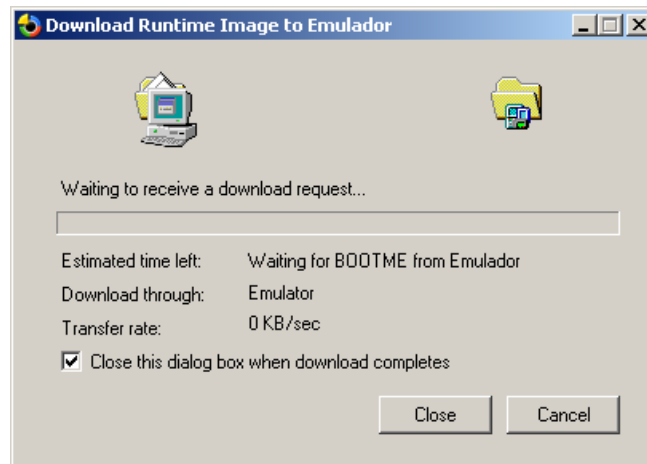 Download Runtime Image to Emulador
Waiting to receive a download request...
Estimated time left: Waiting for BOOTME from Emulador
Download through: Emulator
Transfer rate: 0 KB/sec
Close this dialog box when download completes
Close Cancel